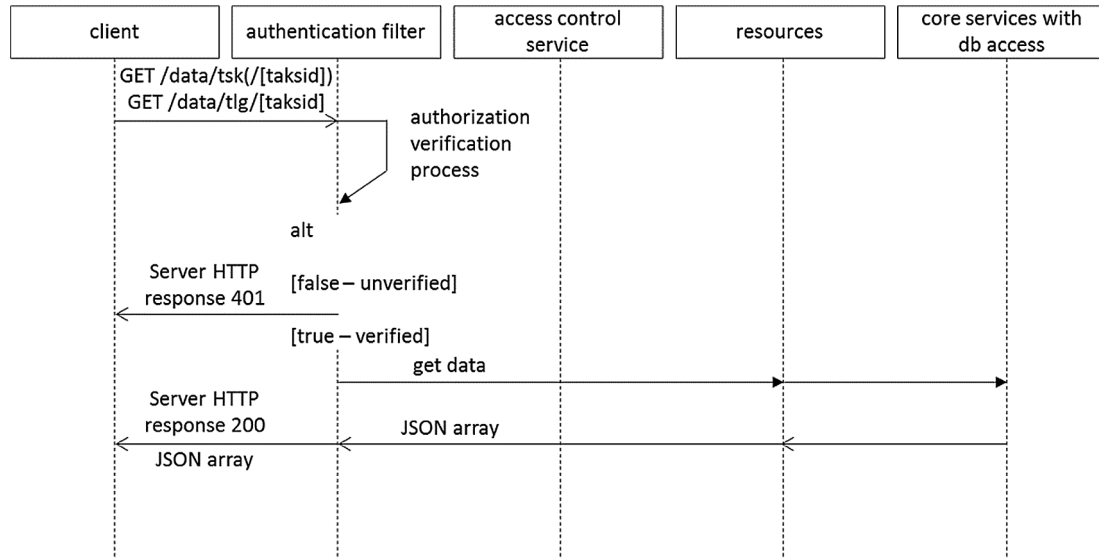 client
authentication filter
access control
service
resources
core services with
db access
GET /data/tsk(/[taksid])
GET /data/tlg/[taksid]
authorization
verification
process
alt
Server HTTP
response 401
[false – unverified]
[true – verified]
get data
Server HTTP
response 200
JSON array
JSON array